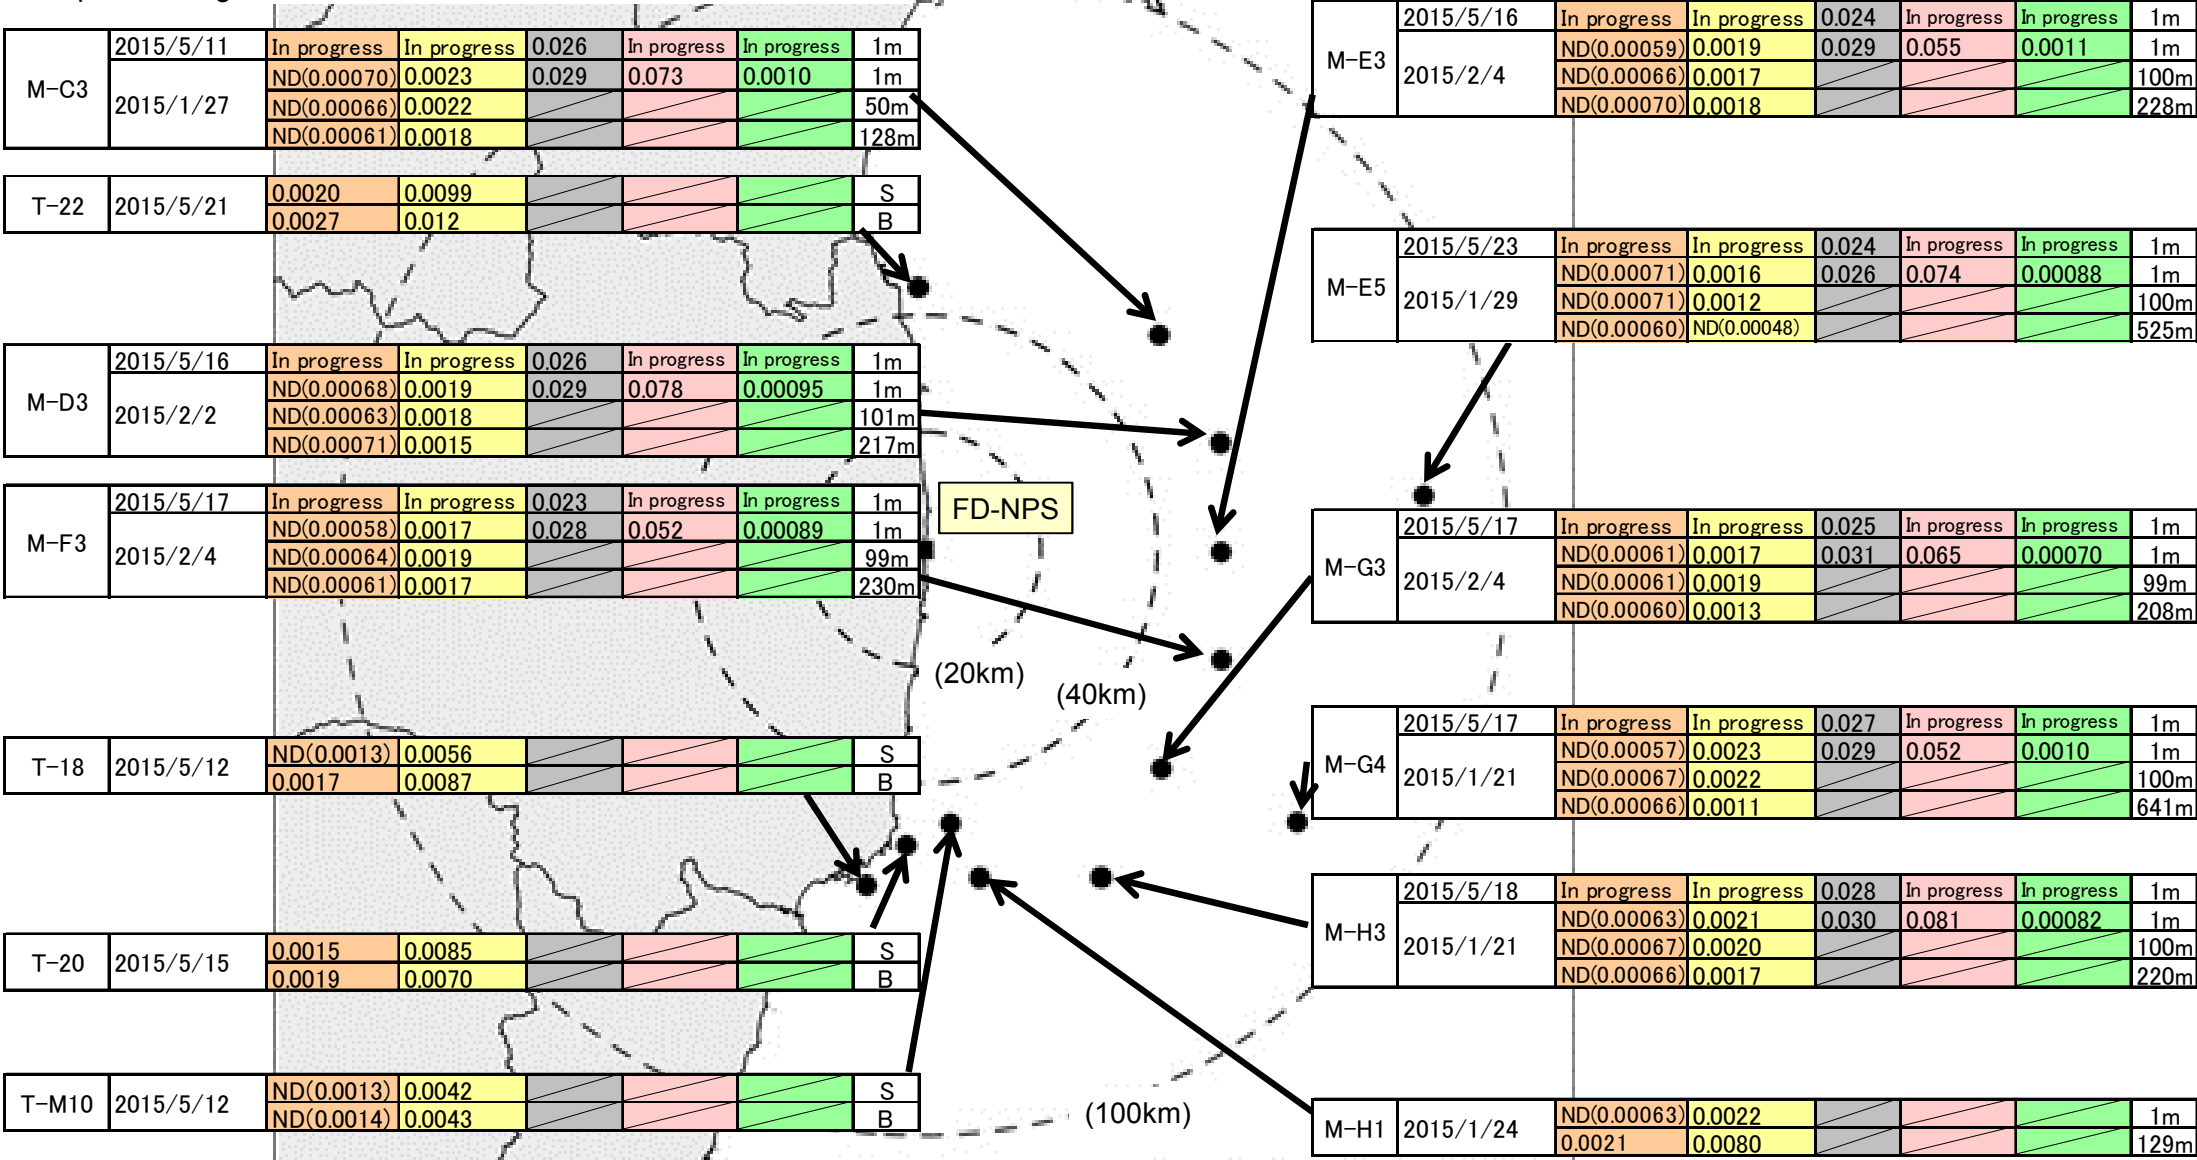 M-C3 2015/5/11 In progress In progress 0.026 In progress In progress 1m
2015/1/27 ND(0.00070) 0.0023 0.029 0.073 0.0010 1m
ND(0.00066) 0.0022 50m
ND(0.00061) 0.0018 128m
T-22 2015/5/21 0.0020 0.0099 S
0.0027 0.012 B
M-D3 2015/5/16 In progress In progress 0.026 In progress In progress 1m
2015/2/2 ND(0.00068) 0.0019 0.029 0.078 0.00095 1m
ND(0.00063) 0.0018 101m
ND(0.00071) 0.0015 217m
M-F3 2015/5/17 In progress In progress 0.023 In progress In progress 1m
2015/2/4 ND(0.00058) 0.0017 0.028 0.052 0.00089 1m
ND(0.00064) 0.0019 99m
ND(0.00061) 0.0017 230m
T-18 2015/5/12 ND(0.0013) 0.0056 S
0.0017 0.0087 B
T-20 2015/5/15 0.0015 0.0085 S
0.0019 0.0070 B
T-M10 2015/5/12 ND(0.0013) 0.0042 S
ND(0.0014) 0.0043 B
FD-NPS
(20km)
(40km)
(100km)
M-E3 2015/5/16 In progress In progress 0.024 In progress In progress 1m
2015/2/4 ND(0.00059) 0.0019 0.029 0.055 0.0011 1m
ND(0.00066) 0.0017 100m
ND(0.00070) 0.0018 228m
M-E5 2015/5/23 In progress In progress 0.024 In progress In progress 1m
2015/1/29 ND(0.00071) 0.0016 0.026 0.074 0.00088 1m
ND(0.00071) 0.0012 100m
ND(0.00060) ND(0.00048) 525m
M-G3 2015/5/17 In progress In progress 0.025 In progress In progress 1m
2015/2/4 ND(0.00061) 0.0017 0.031 0.065 0.00070 1m
ND(0.00061) 0.0019 99m
ND(0.00060) 0.0013 208m
M-G4 2015/5/17 In progress In progress 0.027 In progress In progress 1m
2015/1/21 ND(0.00057) 0.0023 0.029 0.052 0.0010 1m
ND(0.00067) 0.0022 100m
ND(0.00066) 0.0011 641m
M-H3 2015/5/18 In progress In progress 0.028 In progress In progress 1m
2015/1/21 ND(0.00063) 0.0021 0.030 0.081 0.00082 1m
ND(0.00067) 0.0020 100m
ND(0.00066) 0.0017 220m
M-H1 2015/1/24 ND(0.00063) 0.0022 1m
0.0021 0.0080 129m